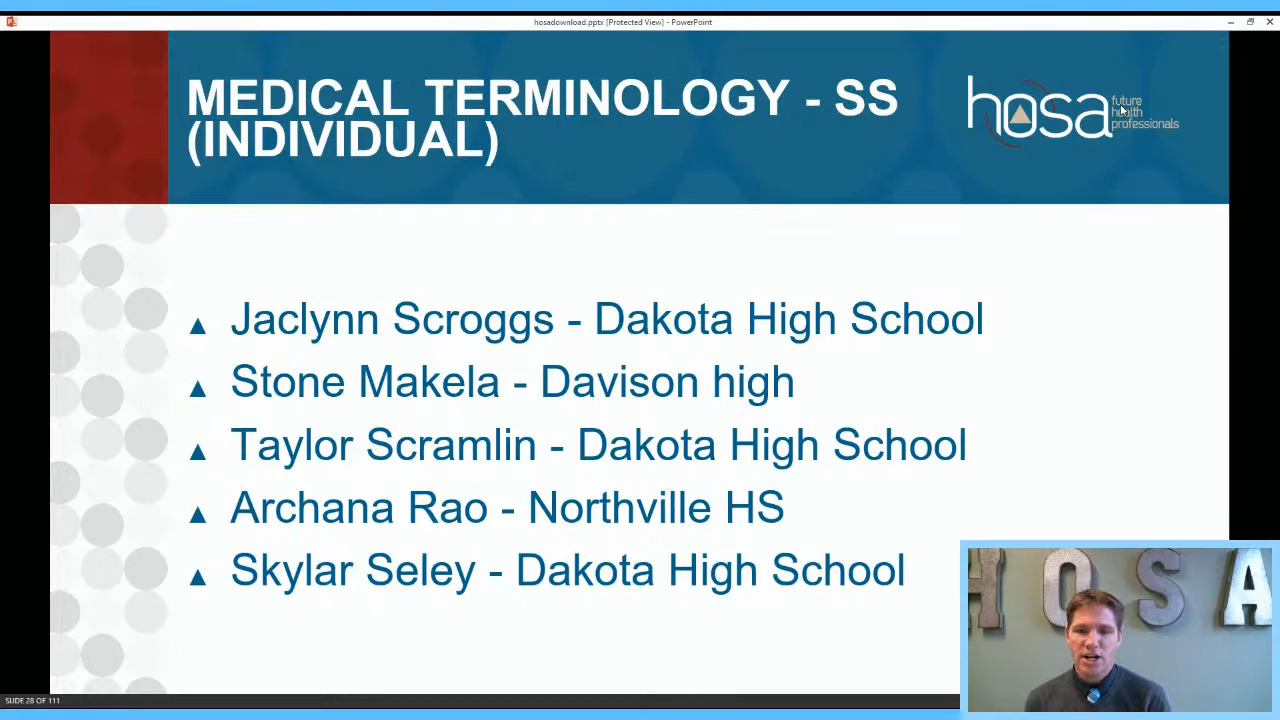 hosadownload.pptx [Protected View] - PowerPoint
MEDICAL TERMINOLOGY - SS
(INDIVIDUAL)
hosa future
health
professionals
▲ Jaclynn Scroggs - Dakota High School
▲ Stone Makela - Davison high
▲ Taylor Scramlin - Dakota High School
▲ Archana Rao - Northville HS
▲ Skylar Seley - Dakota High School
HOSA
SLIDE 28 OF 111